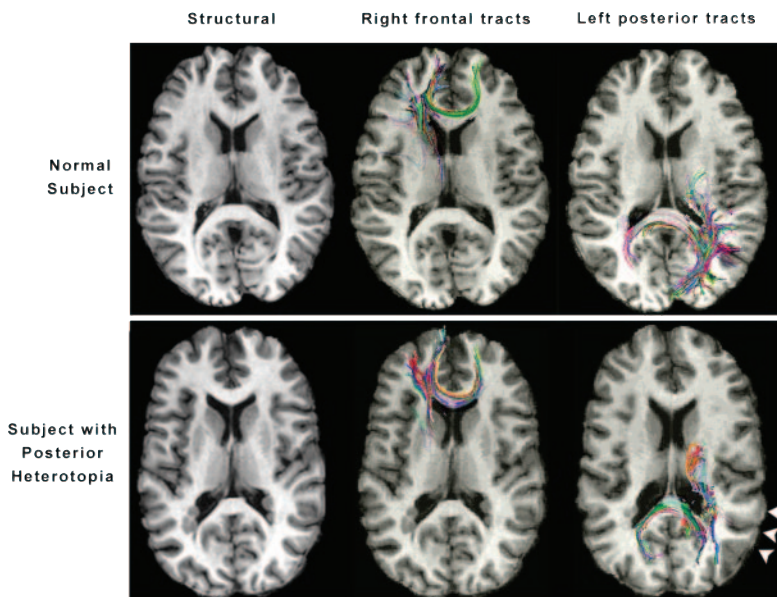 Structural
Right frontal tracts
Left posterior tracts
Normal
Subject
Subject with
Posterior
Heterotopia